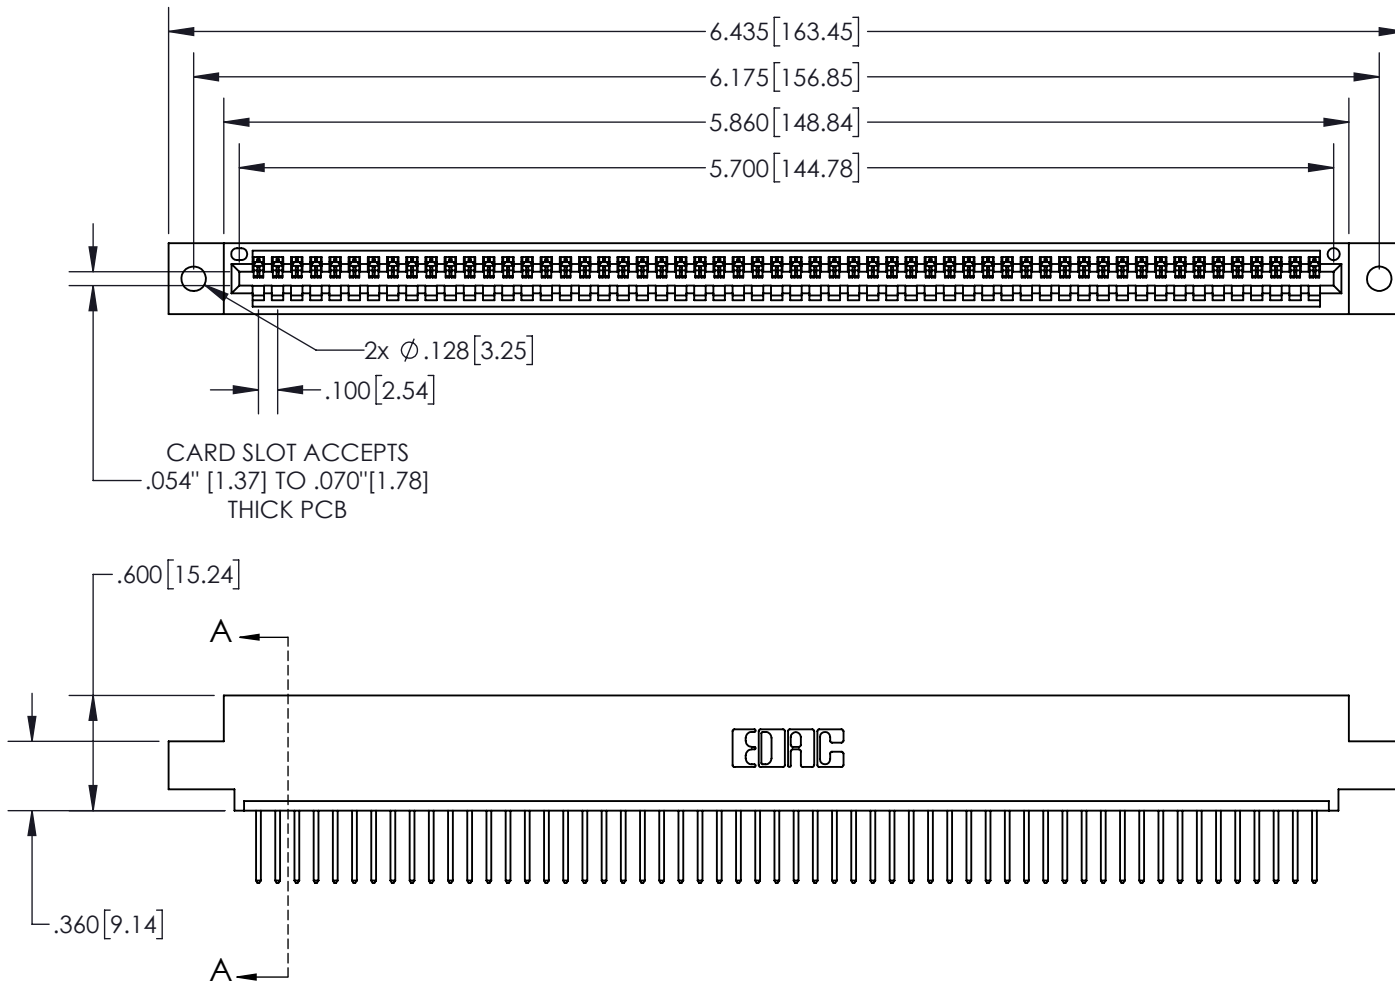 6.435[163.45]
6.175[156.85]
5.860[148.84]
5.700[144.78]
2x Ø.128[3.25]
.100[2.54]
CARD SLOT ACCEPTS
.054" [1.37] TO .070"[1.78]
THICK PCB
.600[15.24]
A
EDAC
.360[9.14]
A